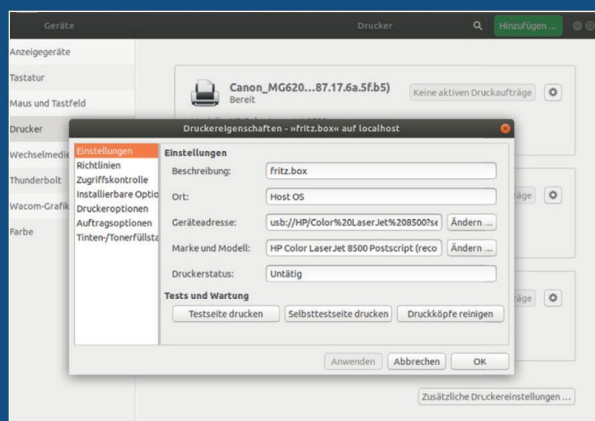 Geräte
Drucker
Hinzufügen ...
Anzeigegeräte
Tastatur
Maus und Tastfeld
Drucker
Wechselmedie
Thunderbolt
Wacom-Grafik
Farbe
Canon_MG620...87.17.6a.5f.b5)
Bereit
Keine aktiven Druckaufträge
räge
räge
Zusätzliche Druckereinstellungen ...
Druckereigenschaften - »fritz.box« auf localhost
Einstellungen
Richtlinien
Zugriffskontrolle
Installierbare Optio
Druckeroptionen
Auftragsoptionen
Tinten-/Tonerfüllsta
Einstellungen
Beschreibung: fritz.box
Ort: Host OS
Geräteadresse: usb://HP/Color%20LaserJet%208500?se Ändern ...
Marke und Modell: HP Color LaserJet 8500 Postscript (reco Ändern ...
Druckerstatus: Untätig
Tests und Wartung
Testseite drucken Selbsttestseite drucken Druckköpfe reinigen
Anwenden Abbrechen OK